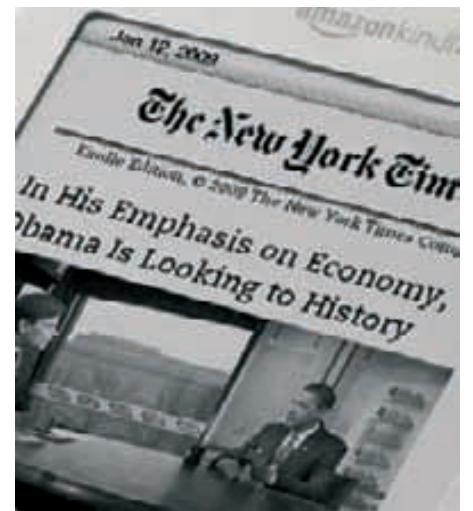 amazonkindle
Jan 12, 2009
The New York Tim
Kindle Edition, © 2009 The New York Times Comp
In His Emphasis on Economy,
Obama Is Looking to History